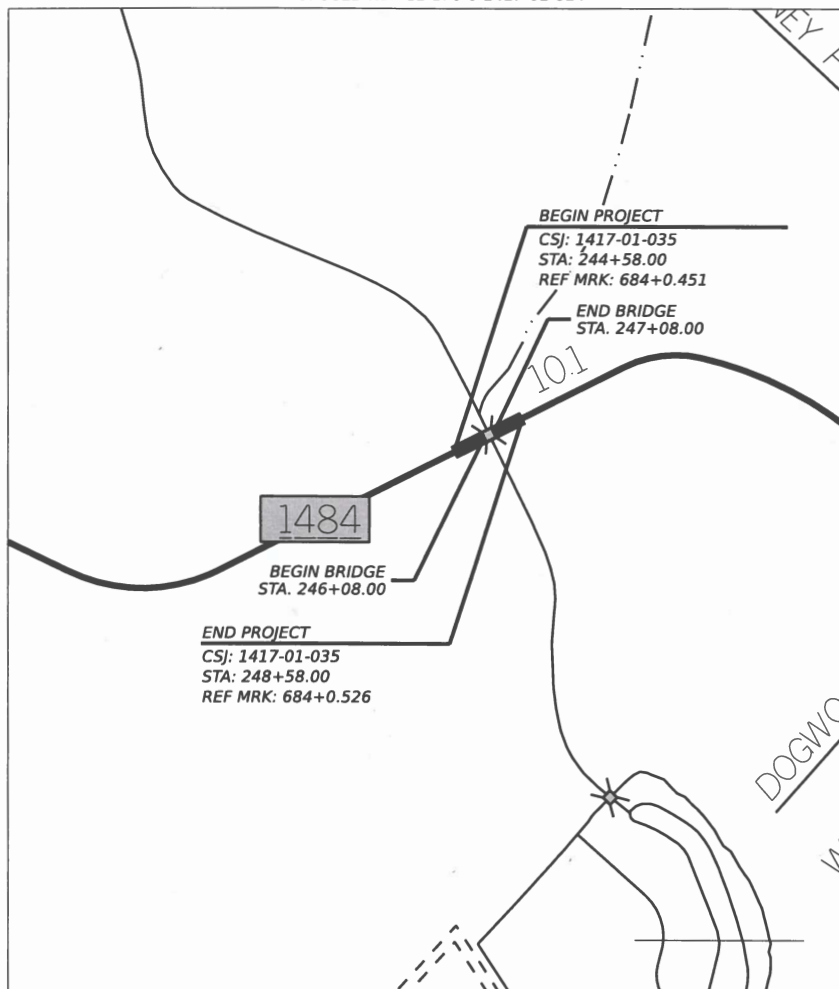 BEGIN PROJECT
CSJ: 1417-01-035
STA: 244+58.00
REF MRK: 684+0.451
END BRIDGE
STA. 247+08.00
10.1
1484
BEGIN BRIDGE
STA. 246+08.00
END PROJECT
CSJ: 1417-01-035
STA: 248+58.00
REF MRK: 684+0.526